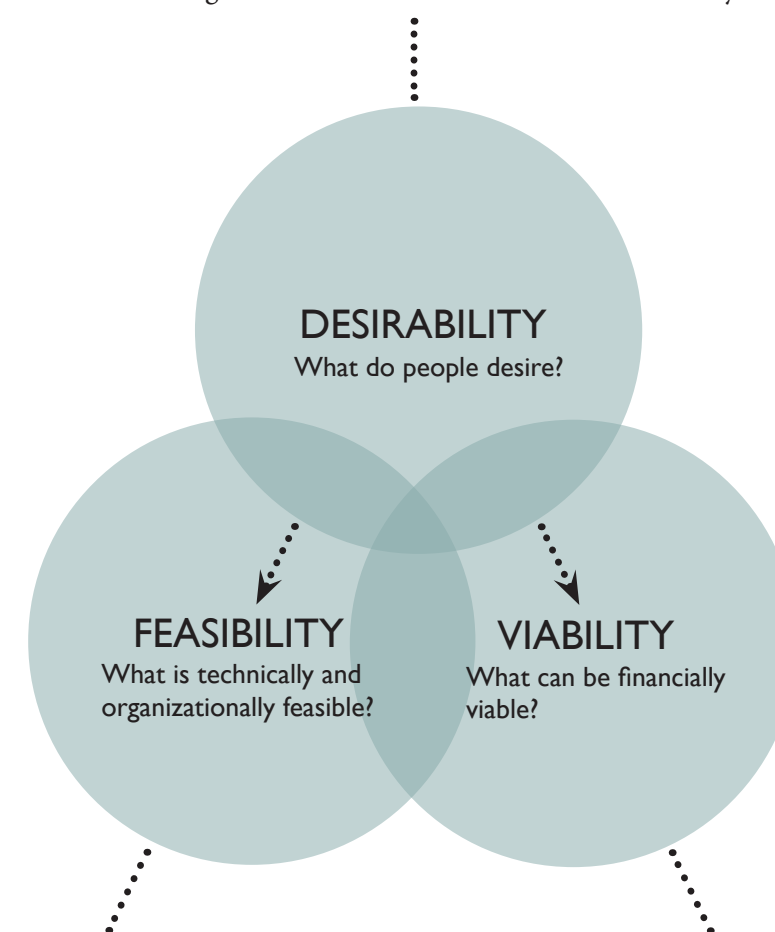 DESIRABILITY
What do people desire?
FEASIBILITY
What is technically and
organizationally feasible?
VIABILITY
What can be financially
viable?